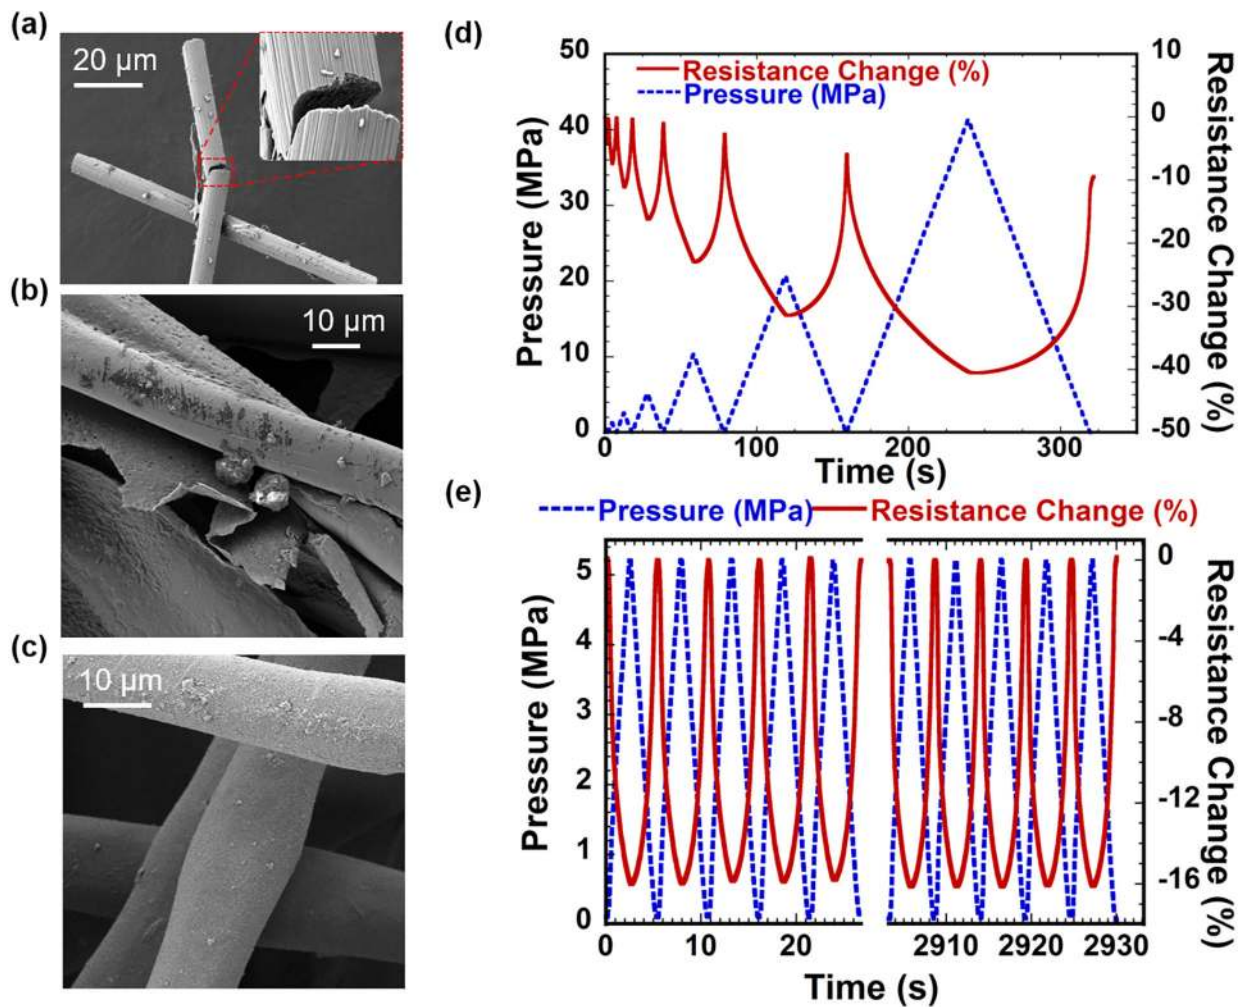 (a)
20 μm
(b)
10 μm
(c)
10 μm
(d)
Resistance Change (%)
Pressure (MPa)
50
40
30
20
10
0
Pressure (MPa)
10
0
-10
-20
-30
-40
-50
Resistance Change (%)
0
100
200
300
Time (s)
(e)
Pressure (MPa)
Resistance Change (%)
5
4
3
2
1
0
Pressure (MPa)
0
-4
-8
-12
-16
Resistance Change (%)
0
10
20
2910
2920
2930
Time (s)